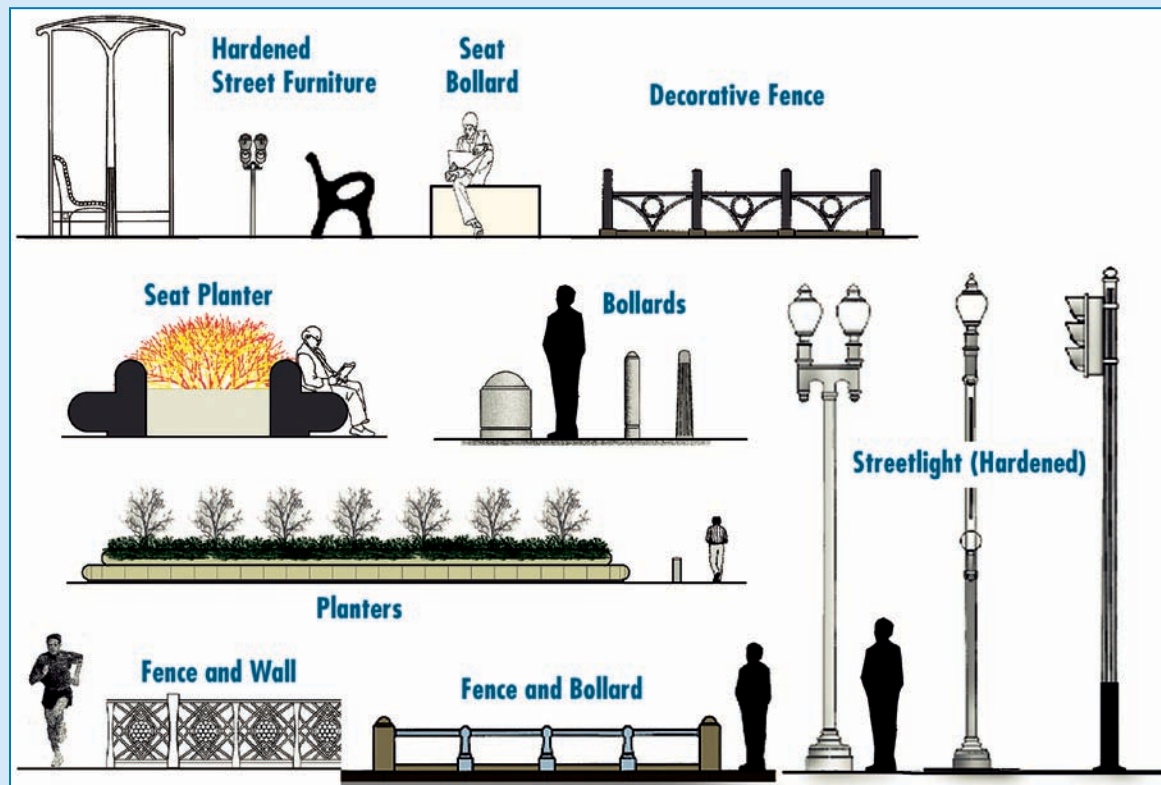 Hardened
Street Furniture
Seat
Bollard
Decorative Fence
Seat Planter
Bollards
Streetlight (Hardened)
Planters
Fence and Wall
Fence and Bollard